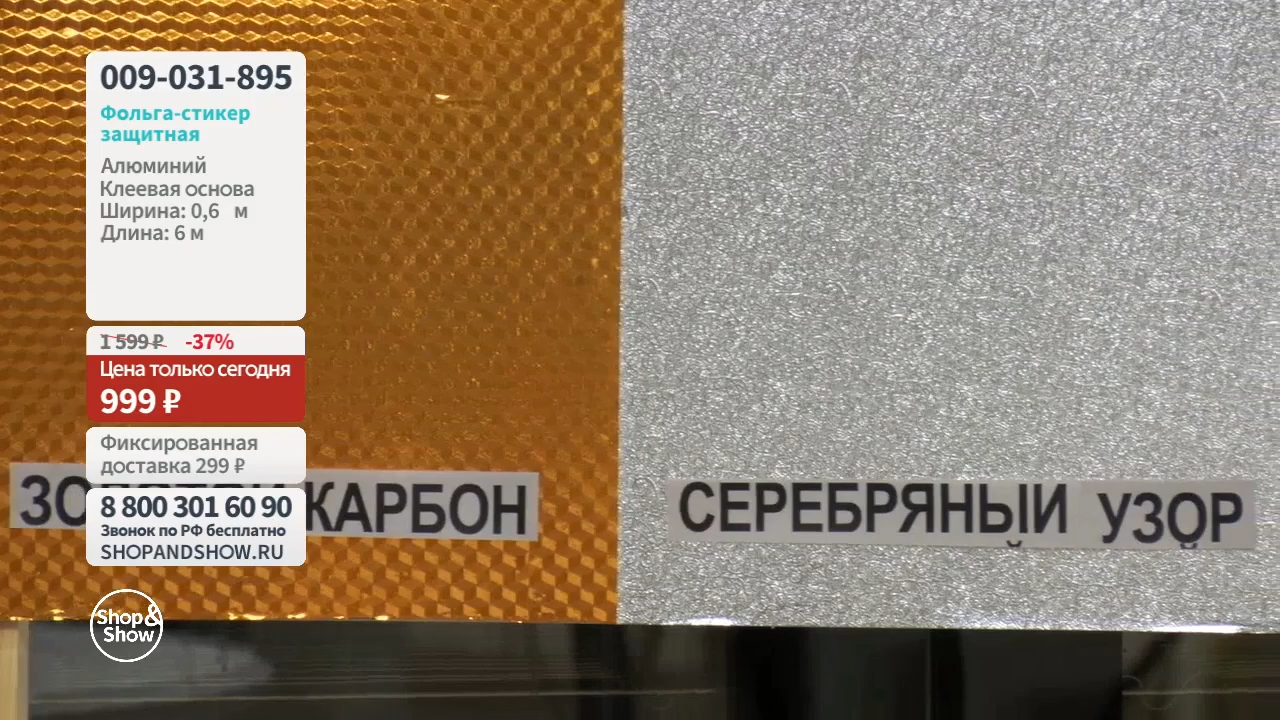 009-031-895
Фольга-стикер
защитная
Алюминий
Клеевая основа
Ширина: 0,6 м
Длина: 6 м
1 599 ₽ -37%
Цена только сегодня
999 ₽
Фиксированная
доставка 299 ₽
8 800 301 60 90
Звонок по РФ бесплатно
SHOPANDSHOW.RU
КАРБОН
СЕРЕБРЯНЫЙ УЗОР
Shop&
Show